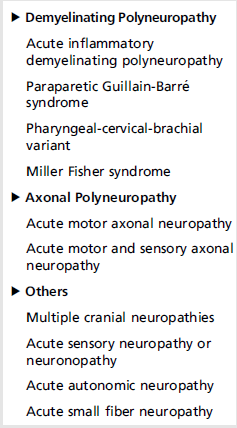 ▶ Demyelinating Polyneuropathy
Acute inflammatory
demyelinating polyneuropathy
Paraparetic Guillain-Barré
syndrome
Pharyngeal-cervical-brachial
variant
Miller Fisher syndrome
▶ Axonal Polyneuropathy
Acute motor axonal neuropathy
Acute motor and sensory axonal
neuropathy
▶ Others
Multiple cranial neuropathies
Acute sensory neuropathy or
neuronopathy
Acute autonomic neuropathy
Acute small fiber neuropathy